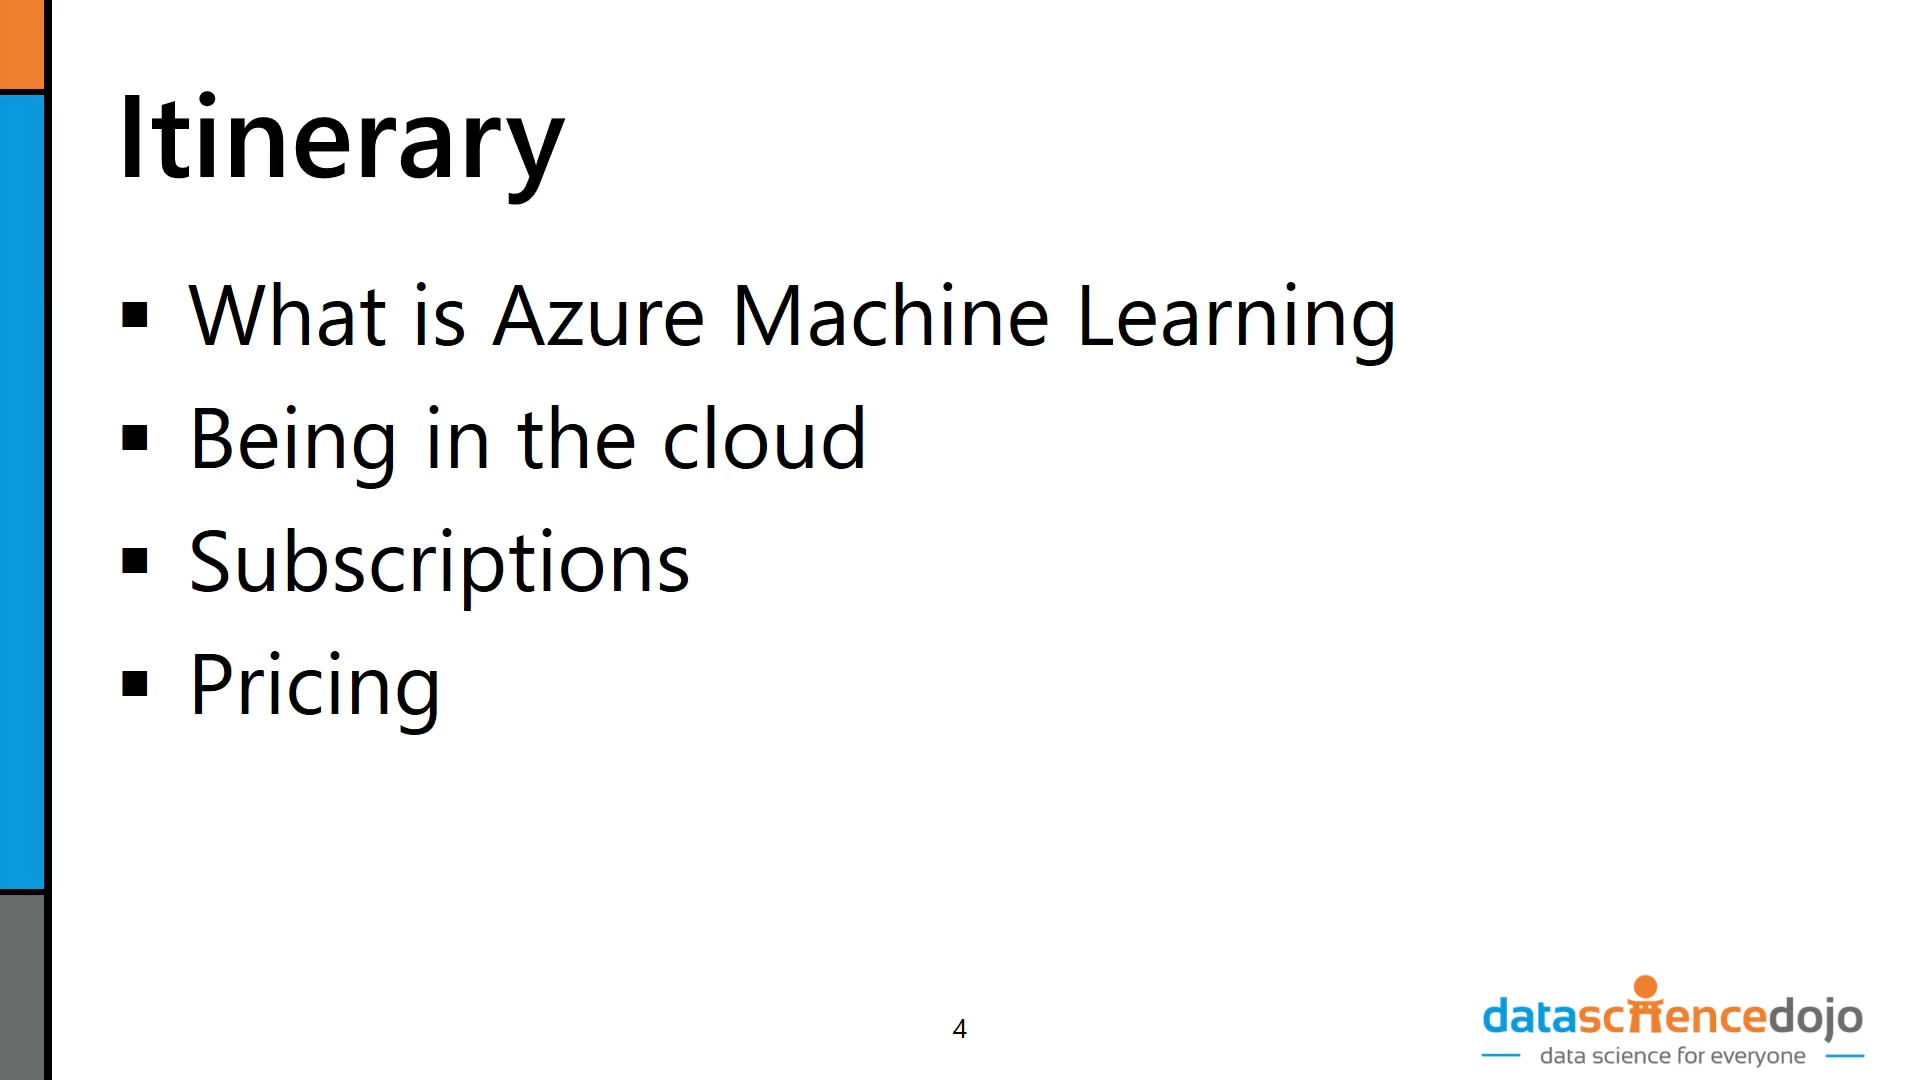 Itinerary
▪ What is Azure Machine Learning
▪ Being in the cloud
▪ Subscriptions
▪ Pricing
4
datasciencedojo
data science for everyone